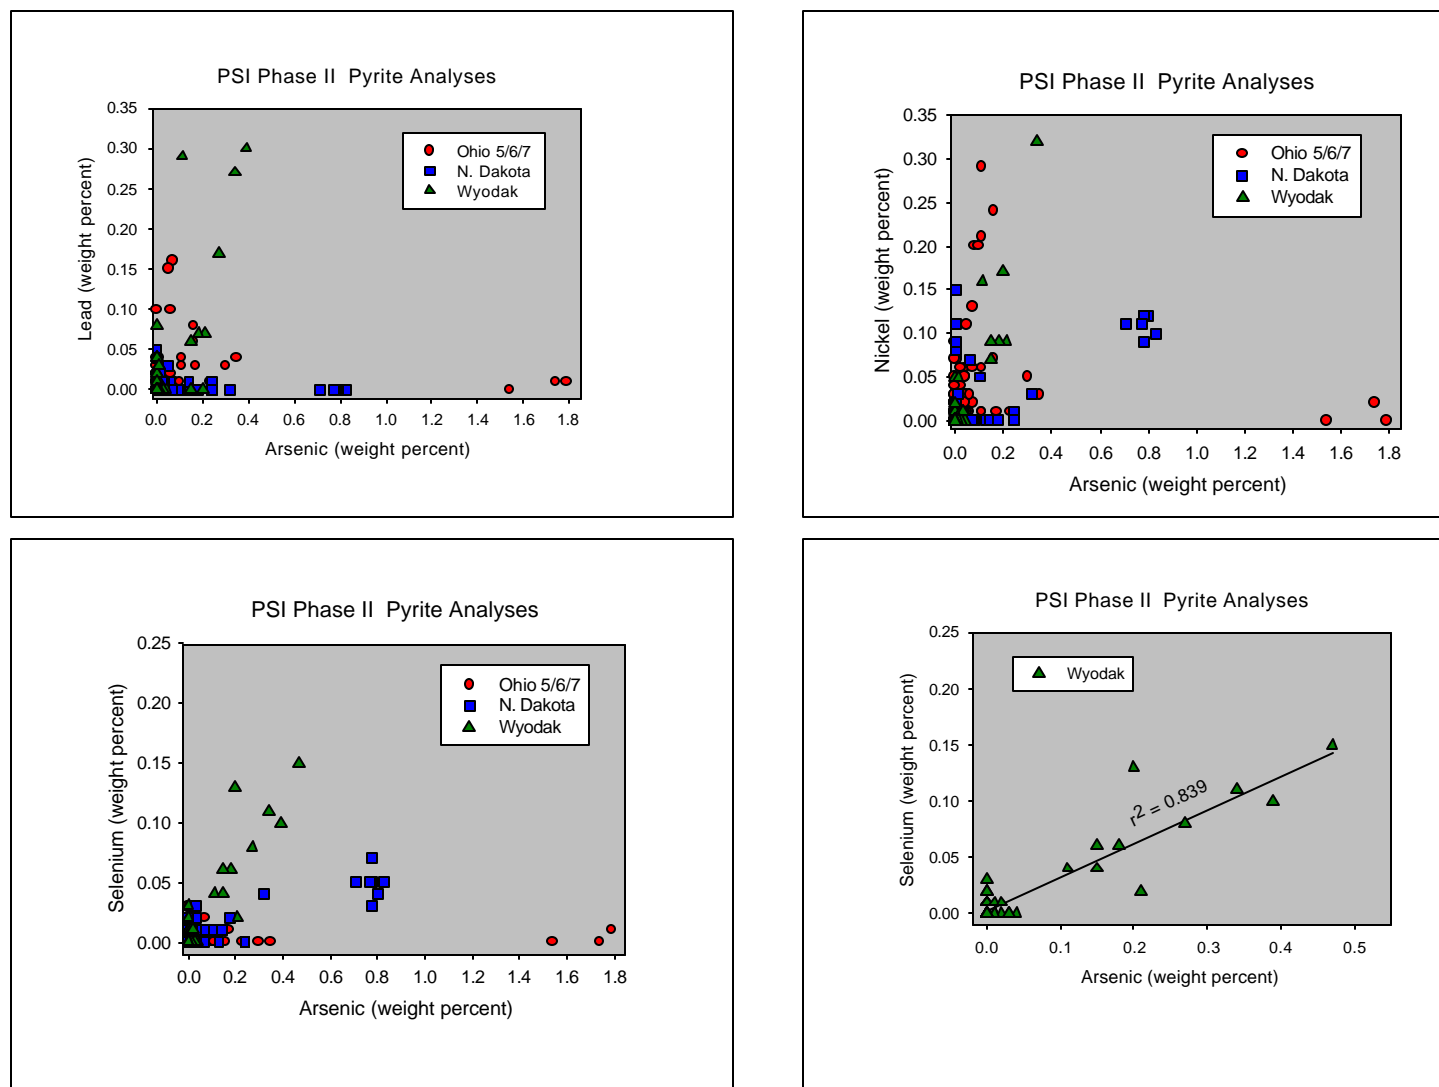 PSI Phase II Pyrite Analyses
0.35
0.30
0.25
0.20
0.15
0.10
0.05
0.00
Lead (weight percent)
Ohio 5/6/7
N. Dakota
Wyodak
0.0 0.2 0.4 0.6 0.8 1.0 1.2 1.4 1.6 1.8
Arsenic (weight percent)
PSI Phase II Pyrite Analyses
0.35
0.30
0.25
0.20
0.15
0.10
0.05
0.00
Nickel (weight percent)
Ohio 5/6/7
N. Dakota
Wyodak
0.0 0.2 0.4 0.6 0.8 1.0 1.2 1.4 1.6 1.8
Arsenic (weight percent)
PSI Phase II Pyrite Analyses
0.25
0.20
0.15
0.10
0.05
0.00
Selenium (weight percent)
Ohio 5/6/7
N. Dakota
Wyodak
0.0 0.2 0.4 0.6 0.8 1.0 1.2 1.4 1.6 1.8
Arsenic (weight percent)
PSI Phase II Pyrite Analyses
0.25
0.20
0.15
0.10
0.05
0.00
Selenium (weight percent)
Wyodak
r² = 0.839
0.0 0.1 0.2 0.3 0.4 0.5
Arsenic (weight percent)